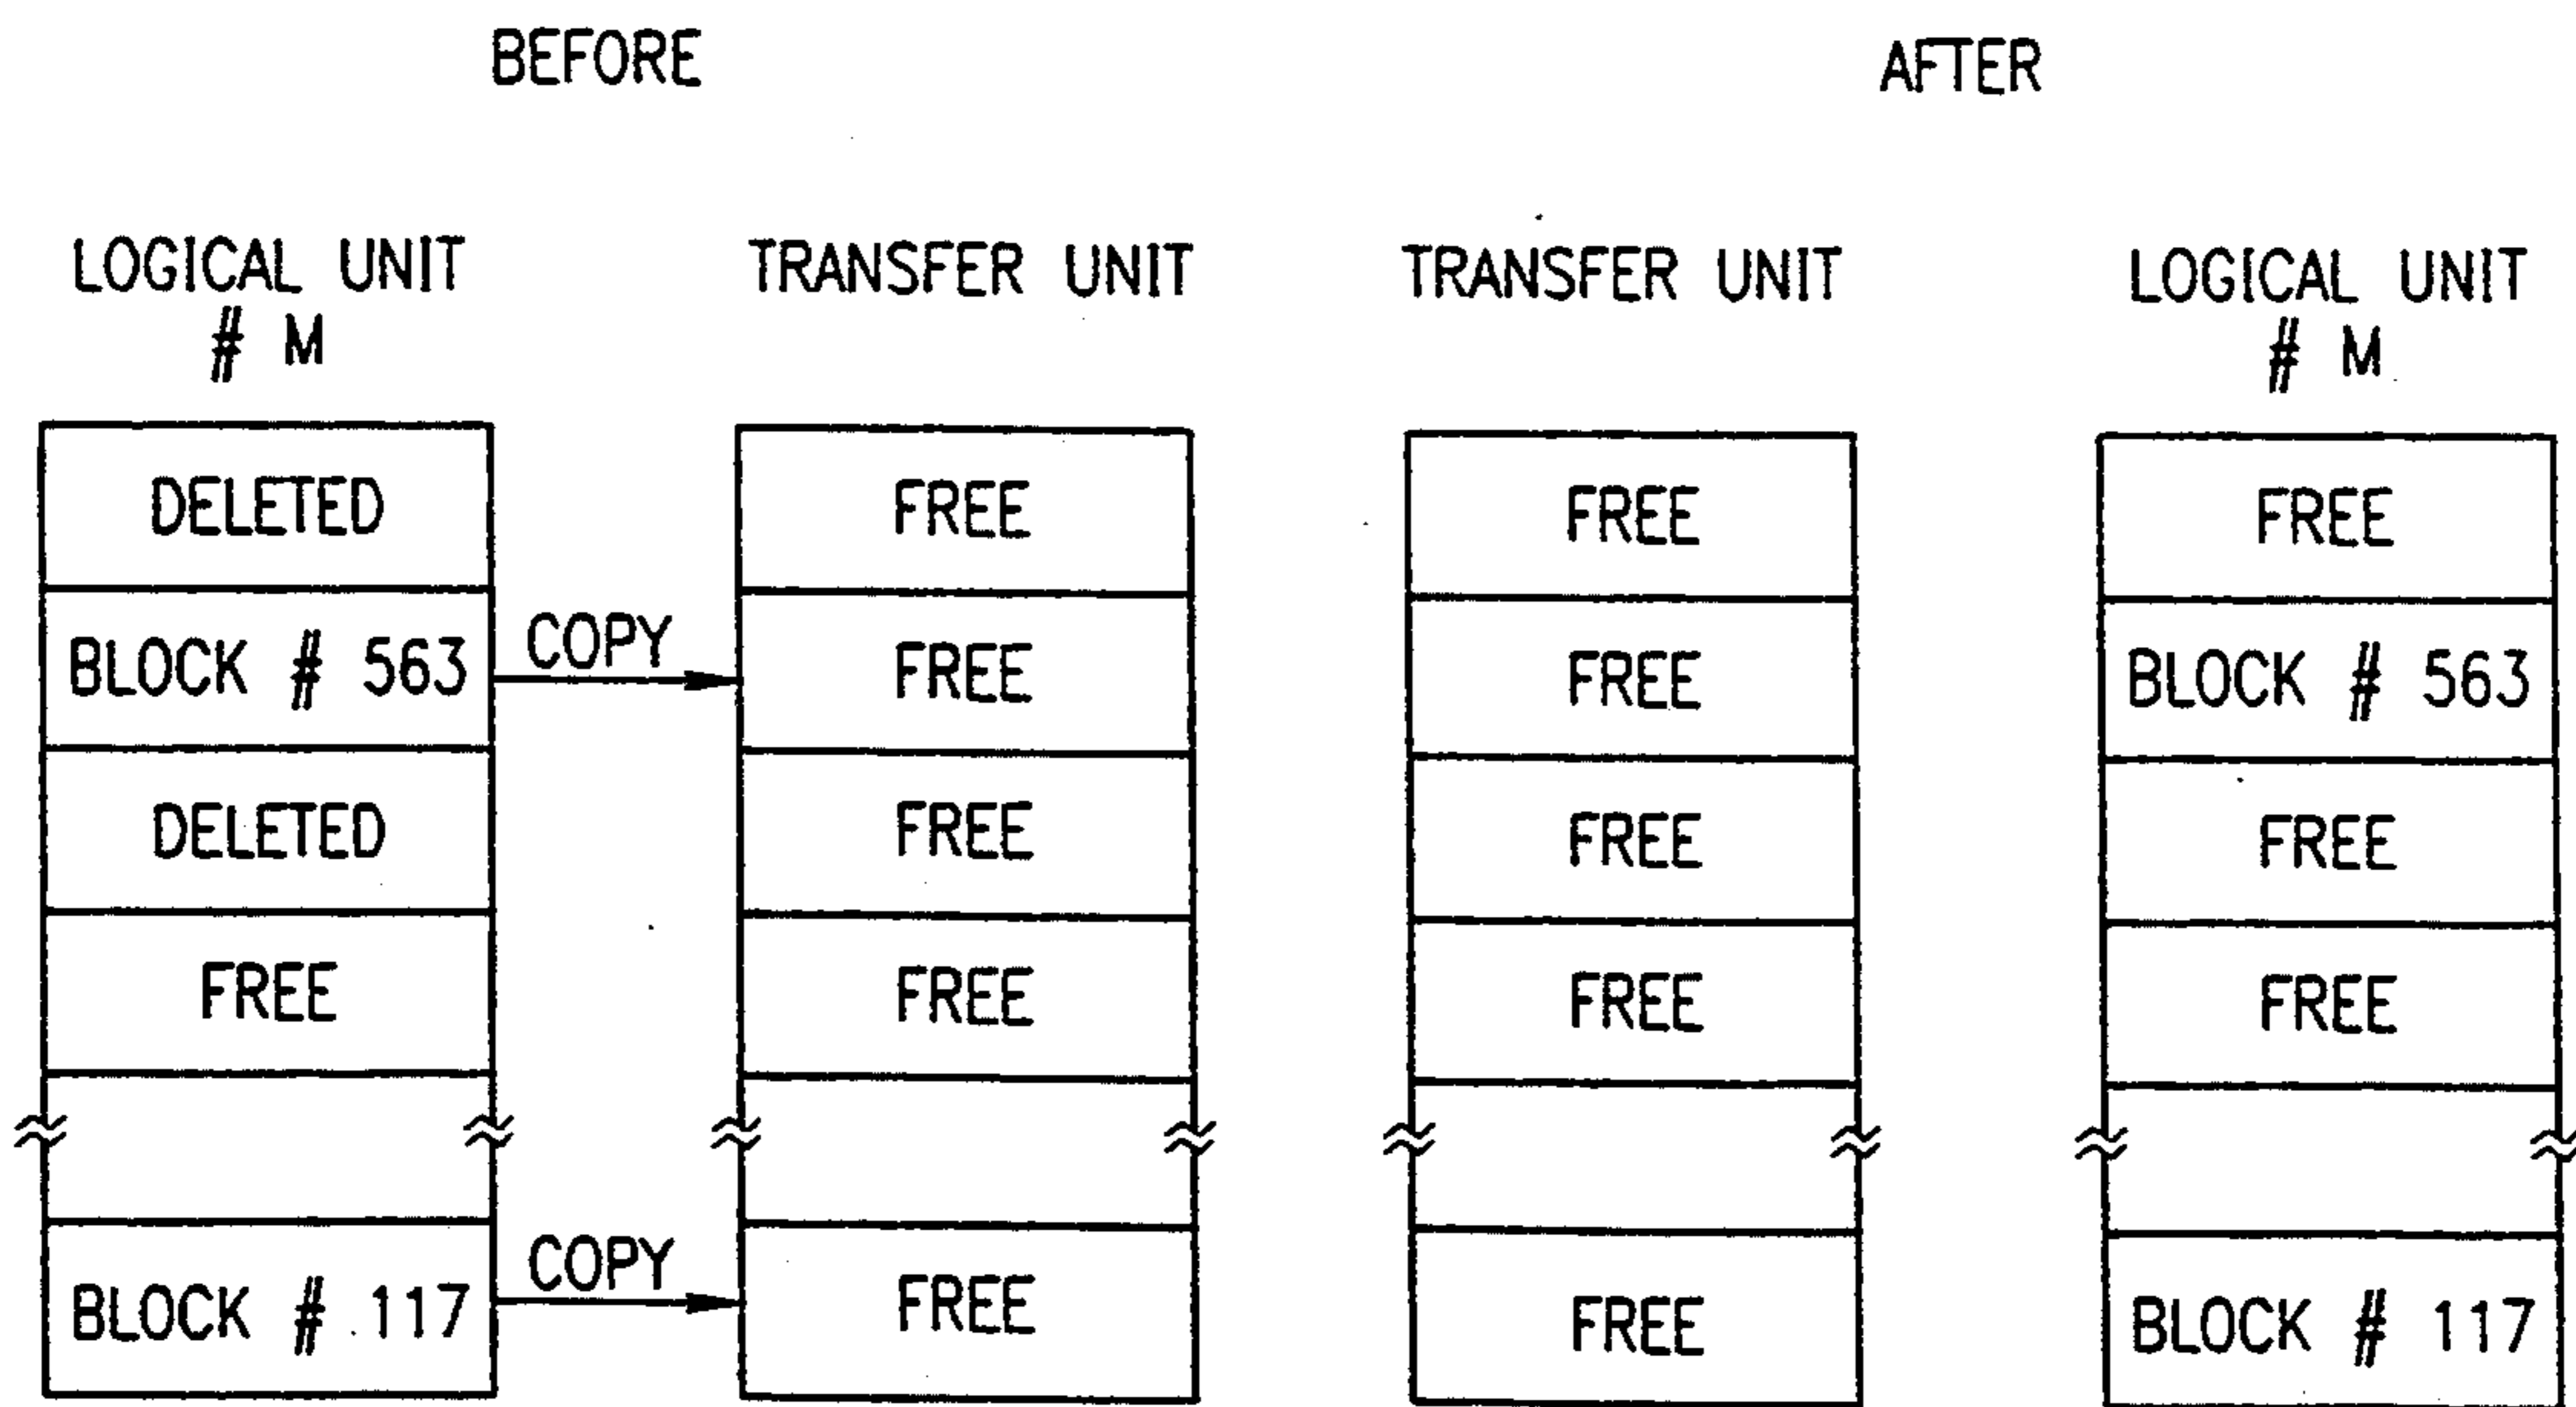 BEFORE
AFTER
LOGICAL UNIT
# M
TRANSFER UNIT
TRANSFER UNIT
LOGICAL UNIT
# M
DELETED
BLOCK # 563
DELETED
FREE
BLOCK # 117
COPY
COPY
FREE
FREE
FREE
FREE
FREE
FREE
FREE
FREE
FREE
FREE
FREE
BLOCK # 563
FREE
FREE
BLOCK # 117